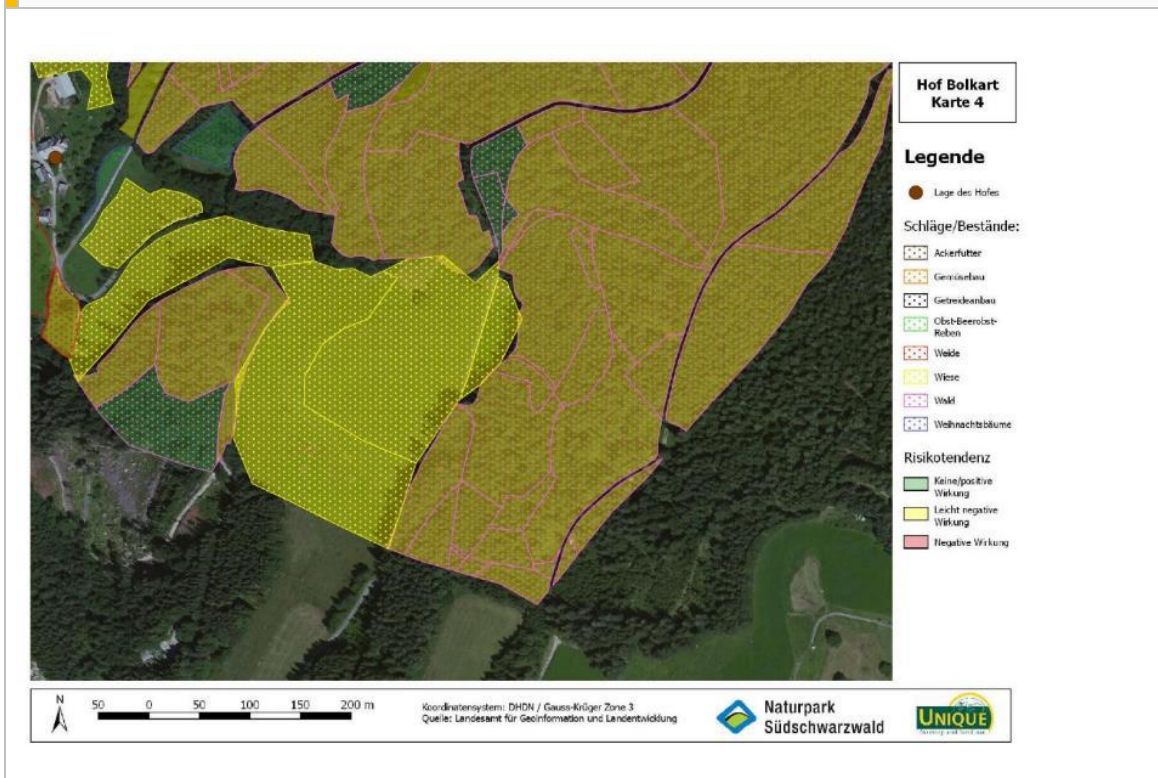 Hof Bolkart
Karte 4
Legende
Lage des Hofes
Schläge/Bestände:
Ackerfutter
Gemüsebau
Getreideanbau
Obst-Beerobst-
Reben
Weide
Wiese
Wald
Weihnachtsbäume
Risikotendenz
Keine/positive
Wirkung
Leicht negative
Wirkung
Negative Wirkung
N
50 0 50 100 150 200 m
Koordinatensystem: DHDN / Gauss-Krüger Zone 3
Quelle: Landesamt für Geoinformation und Landentwicklung
Naturpark
Südschwarzwald
UNIQUE